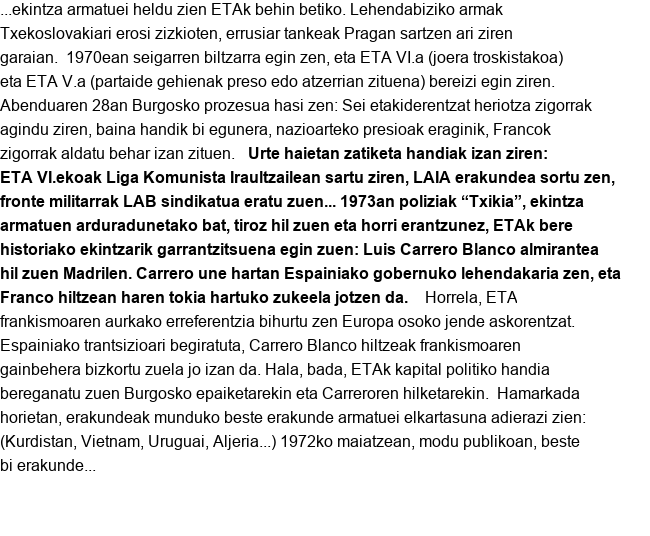 ...ekintza armatuei heldu zien ETAk behin betiko. Lehendabiziko armak
Txekoslovakiari erosi zizkioten, errusiar tankeak Pragan sartzen ari ziren
garaian.  1970ean seigarren biltzarra egin zen, eta ETA VI.a (joera troskistakoa)
eta ETA V.a (partaide gehienak preso edo atzerrian zituena) bereizi egin ziren.
Abenduaren 28an Burgosko prozesua hasi zen: Sei etakiderentzat heriotza zigorrak
agindu ziren, baina handik bi egunera, nazioarteko presioak eraginik, Francok
zigorrak aldatu behar izan zituen.   Urte haietan zatiketa handiak izan ziren:
ETA VI.ekoak Liga Komunista Iraultzailean sartu ziren, LAIA erakundea sortu zen,
fronte militarrak LAB sindikatua eratu zuen... 1973an poliziak “Txikia”, ekintza
armatuen arduradunetako bat, tiroz hil zuen eta horri erantzunez, ETAk bere
historiako ekintzarik garrantzitsuena egin zuen: Luis Carrero Blanco almirantea
hil zuen Madrilen. Carrero une hartan Espainiako gobernuko lehendakaria zen, eta
Franco hiltzean haren tokia hartuko zukeela jotzen da.    Horrela, ETA
frankismoaren aurkako erreferentzia bihurtu zen Europa osoko jende askorentzat.
Espainiako trantsizioari begiratuta, Carrero Blanco hiltzeak frankismoaren
gainbehera bizkortu zuela jo izan da. Hala, bada, ETAk kapital politiko handia
bereganatu zuen Burgosko epaiketarekin eta Carreroren hilketarekin.  Hamarkada
horietan, erakundeak munduko beste erakunde armatuei elkartasuna adierazi zien:
(Kurdistan, Vietnam, Uruguai, Aljeria...) 1972ko maiatzean, modu publikoan, beste
bi erakunde...